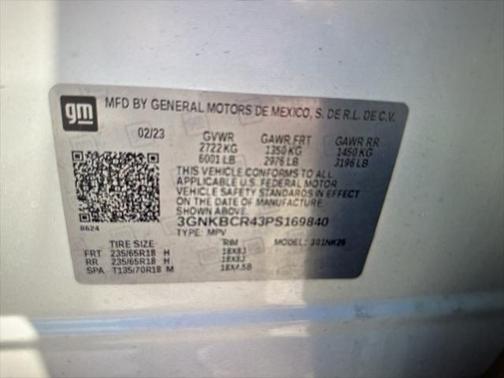 gm MFD BY GENERAL MOTORS DE MEXICO, S. DE R.L. DE C.V.
02/23 GVWR GAWR FRT GAWR RR
2722 KG 1350 KG 1450 KG
6001 LB 2976 LB 3196 LB
THIS VEHICLE CONFORMS TO ALL
APPLICABLE U.S. FEDERAL MOTOR
VEHICLE SAFETY STANDARDS IN EFFECT
ON THE DATE OF MANUFACTURE
SHOWN ABOVE.
3GNKBCR43PS169840
8624 TYPE: MPV MODEL: 1NK26
TIRE SIZE RIM
FRT 235/65R18 H 18X8J
RR 235/65R18 H 18X8J
SPA T135/70R18 M 18X4.5B